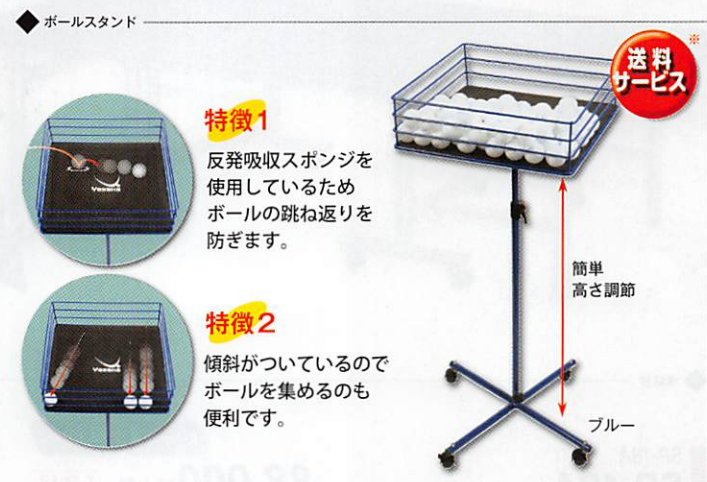 ボールスタンド
※
送料
サービス
特徴1
反発吸収スポンジを
使用しているため
ボールの跳ね返りを
防ぎます。
Yasaka
簡単
高さ調節
特徴2
傾斜がついているので
ボールを集めるのも
便利です。
Yasaka
ブルー